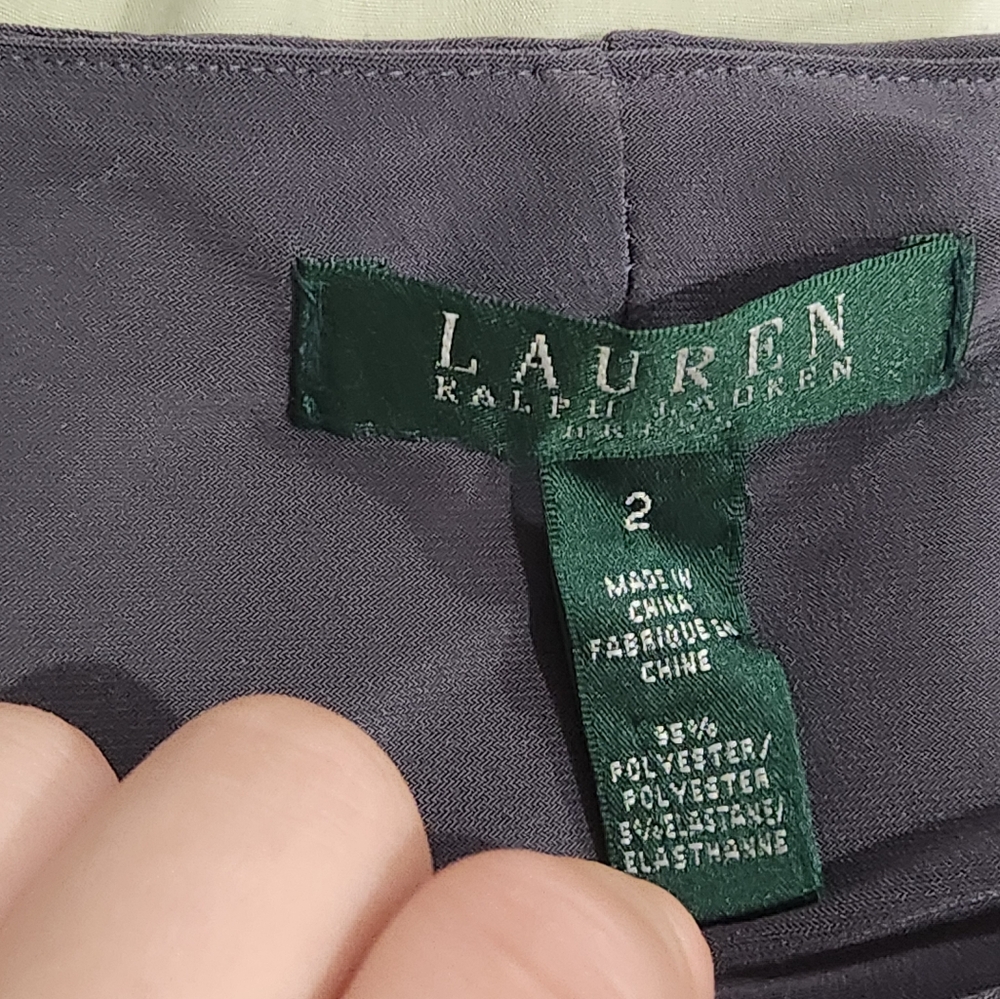 LAUREN
RALPH LAUREN
2
MADE IN
CHINA
FABRIQUE EN
CHINE
95%
POLYESTER/
POLYESTER
5% ELASTANE/
ELASTHANNE